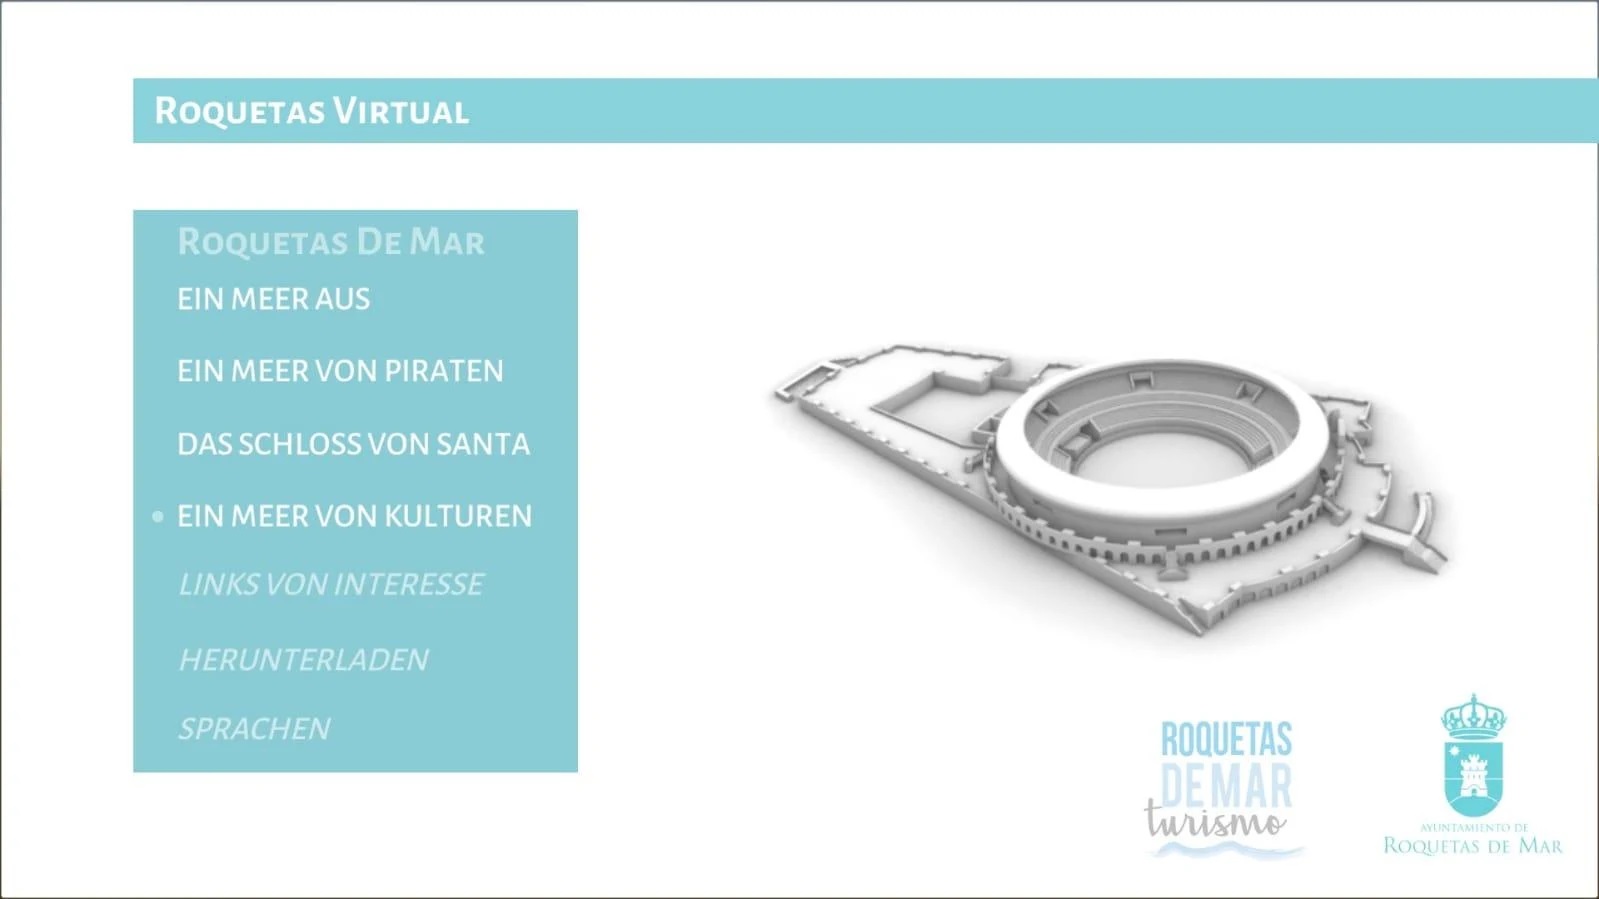 Roquetas Virtual
Roquetas De Mar
EIN MEER AUS
EIN MEER VON PIRATEN
DAS SCHLOSS VON SANTA
EIN MEER VON KULTUREN
LINKS VON INTERESSE
HERUNTERLADEN
SPRACHEN
ROQUETAS
DE MAR
turismo
AYUNTAMIENTO DE
ROQUETAS DE MAR